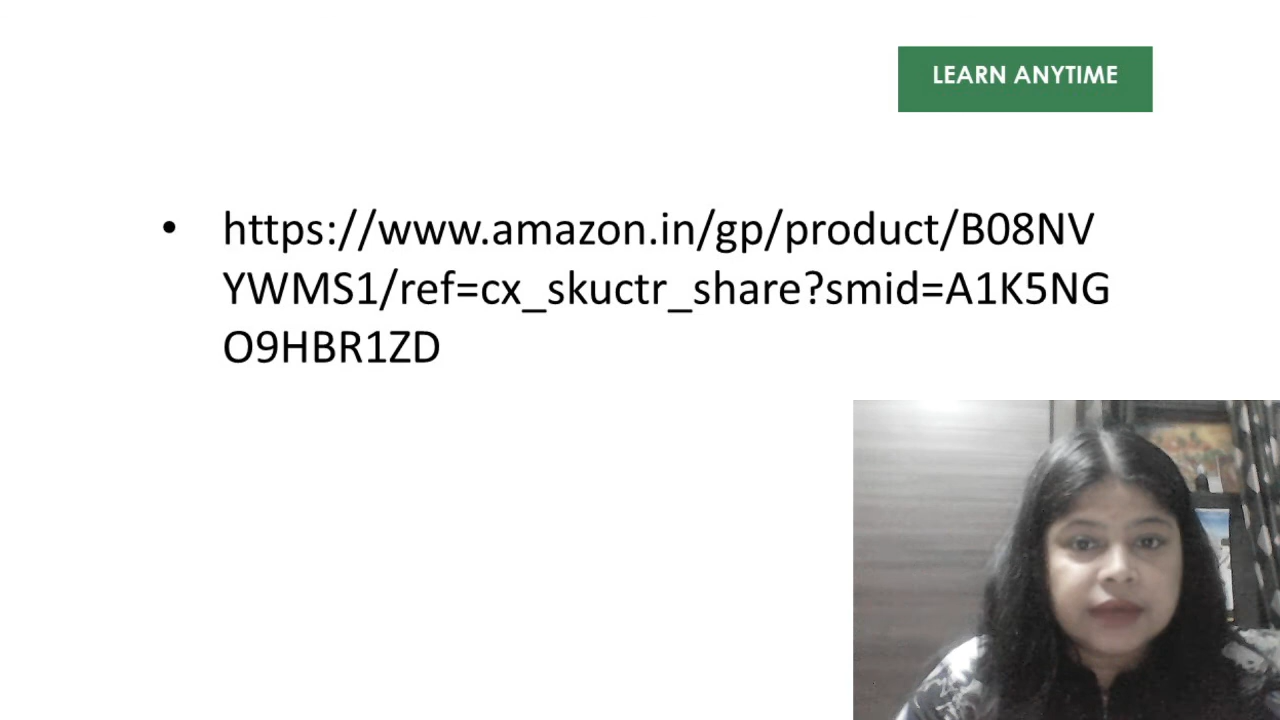 LEARN ANYTIME
• https://www.amazon.in/gp/product/B08NV
YWMS1/ref=cx_skuctr_share?smid=A1K5NG
O9HBR1ZD